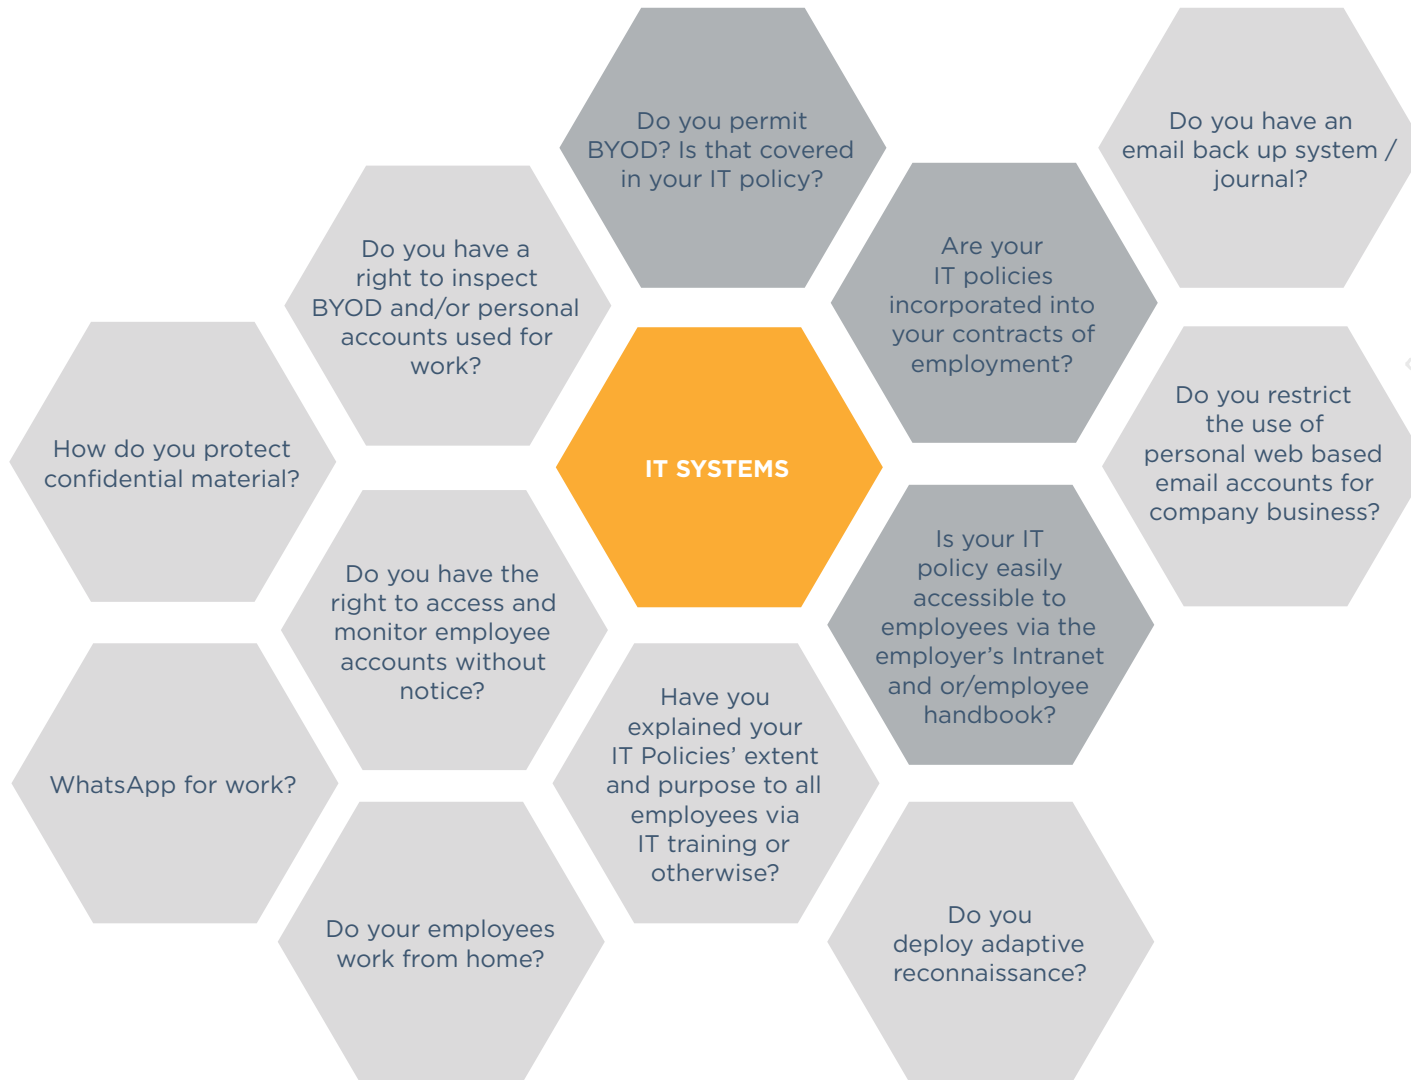 Do you permit
BYOD? Is that covered
in your IT policy?
Do you have an
email back up system /
journal?
Do you have a
right to inspect
BYOD and/or personal
accounts used for
work?
Are your
IT policies
incorporated into
your contracts of
employment?
How do you protect
confidential material?
IT SYSTEMS
Do you restrict
the use of
personal web based
email accounts for
company business?
Do you have the
right to access and
monitor employee
accounts without
notice?
Is your IT
policy easily
accessible to
employees via the
employer’s Intranet
and or/employee
handbook?
WhatsApp for work?
Have you
explained your
IT Policies’ extent
and purpose to all
employees via
IT training or
otherwise?
Do your employees
work from home?
Do you
deploy adaptive
reconnaissance?